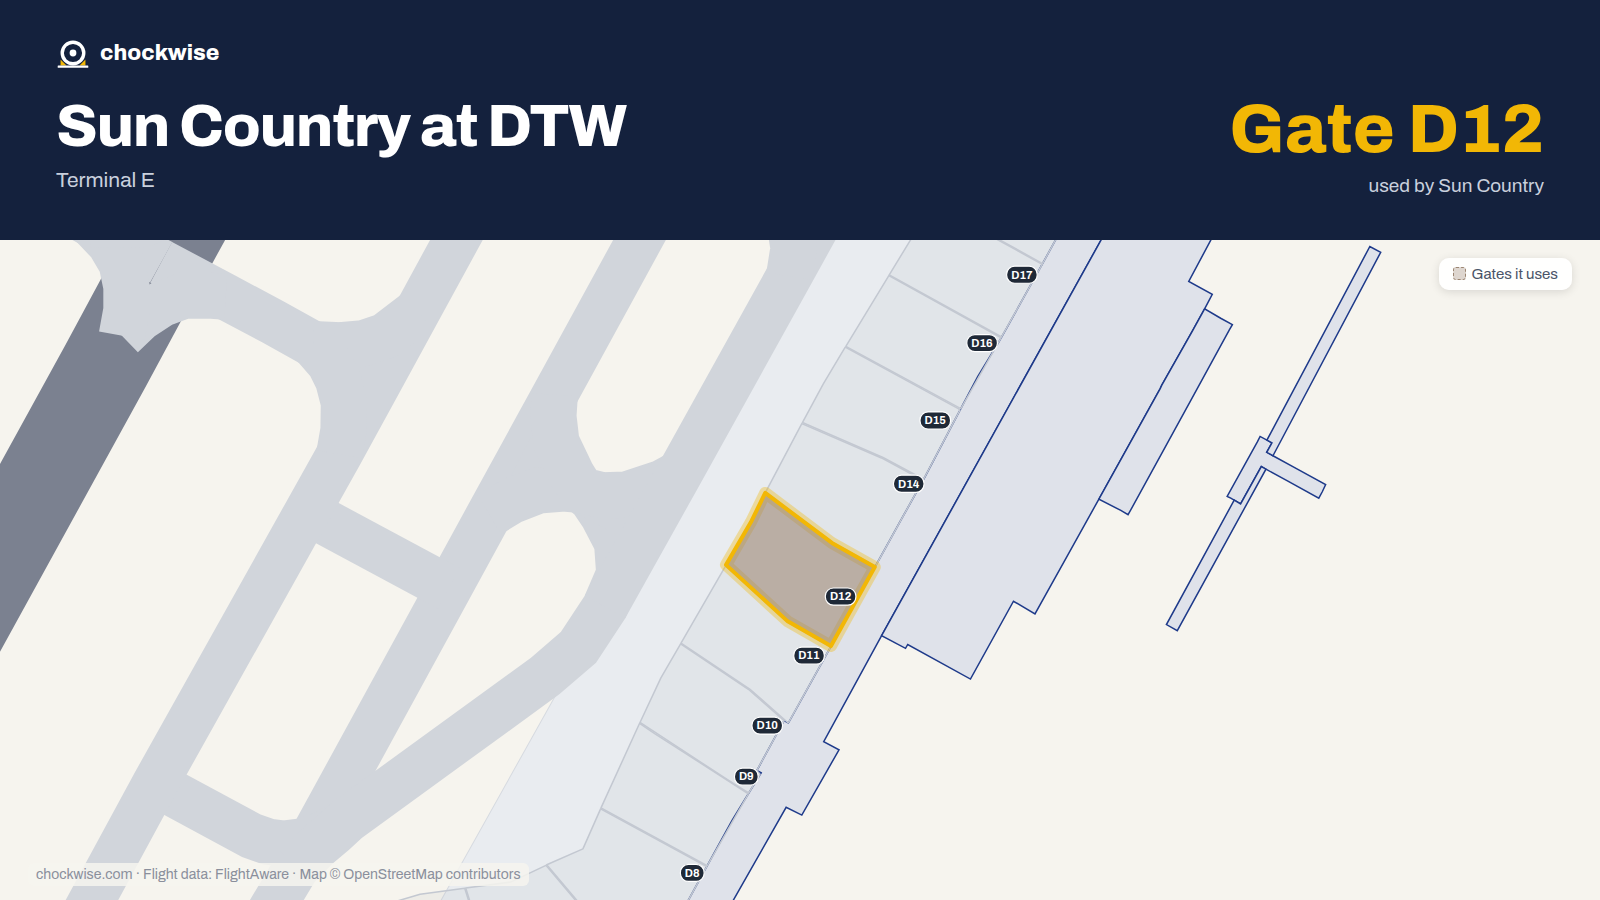 chockwise
Sun Country at DTW
Terminal E
Gate D12
used by Sun Country
Gates it uses
D17
D16
D15
D14
D12
D11
D10
D9
D8
chockwise.com · Flight data: FlightAware · Map © OpenStreetMap contributors